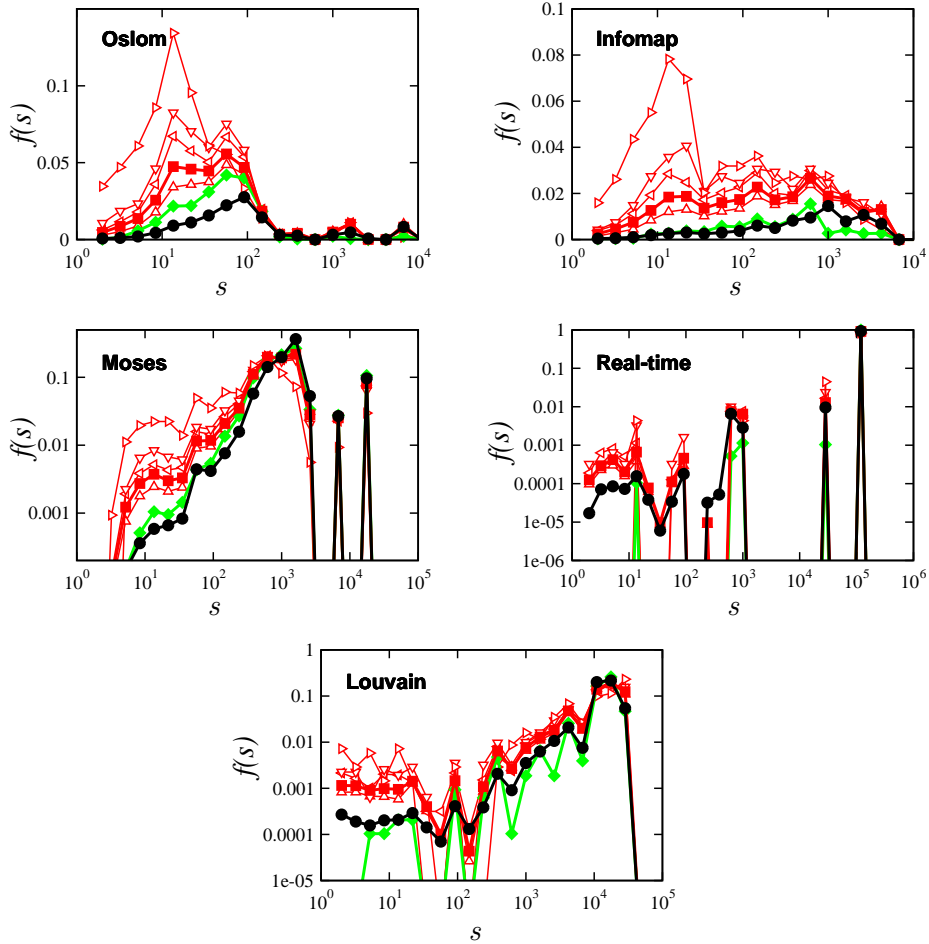 Oslom
f(s)
0.1
0.05
0
10^0 10^1 10^2 10^3 10^4
s
Infomap
f(s)
0.1
0.08
0.06
0.04
0.02
0
10^0 10^1 10^2 10^3 10^4
s
Moses
f(s)
0.1
0.01
0.001
10^0 10^1 10^2 10^3 10^4 10^5
s
Real-time
f(s)
1
0.1
0.01
0.001
0.0001
1e-05
1e-06
10^0 10^1 10^2 10^3 10^4 10^5 10^6
s
Louvain
f(s)
1
0.1
0.01
0.001
0.0001
1e-05
10^0 10^1 10^2 10^3 10^4 10^5
s